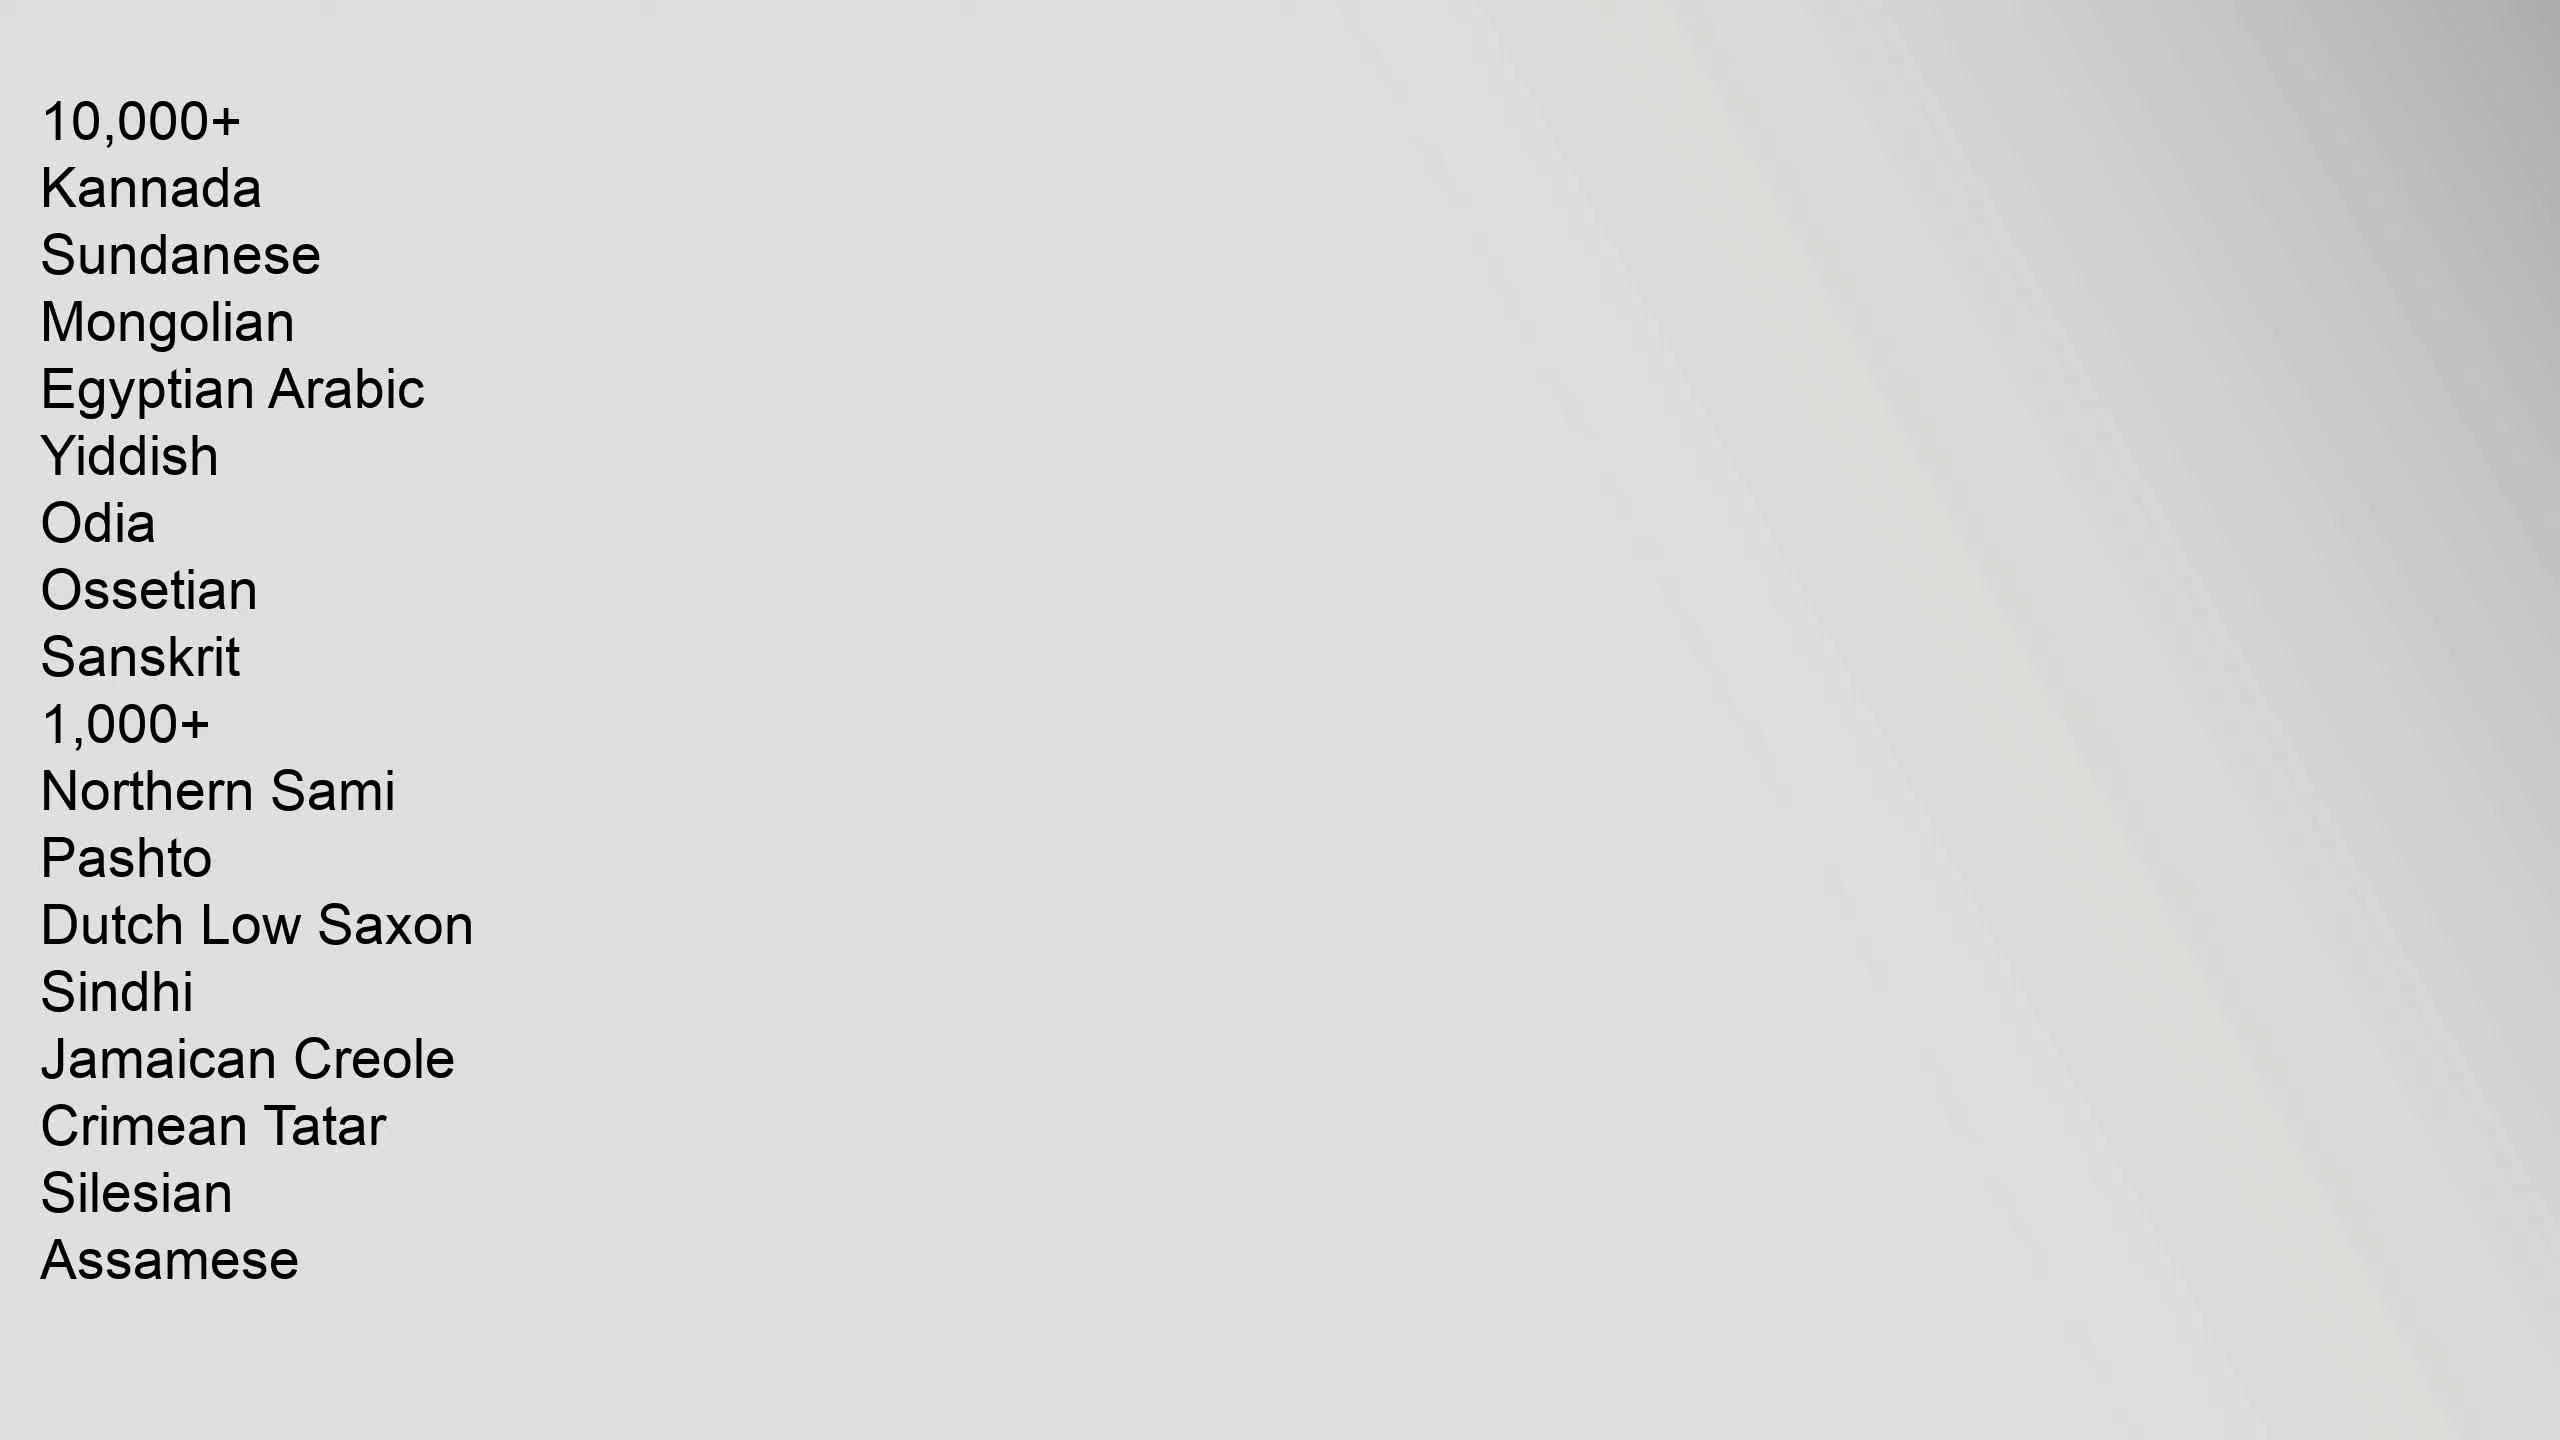 10,000+
Kannada
Sundanese
Mongolian
Egyptian Arabic
Yiddish
Odia
Ossetian
Sanskrit
1,000+
Northern Sami
Pashto
Dutch Low Saxon
Sindhi
Jamaican Creole
Crimean Tatar
Silesian
Assamese